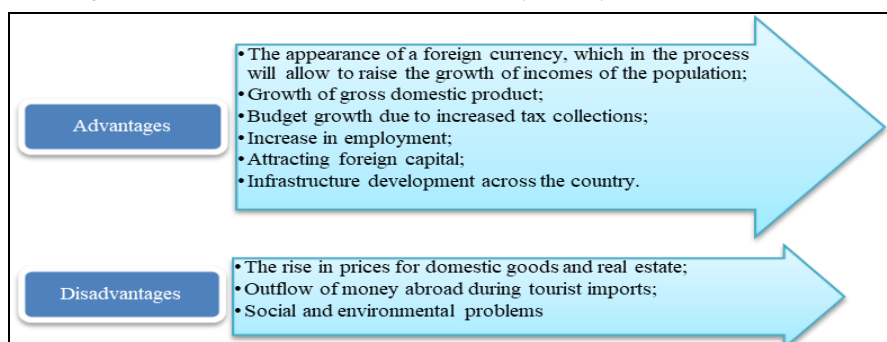 • The appearance of a foreign currency, which in the process
will allow to raise the growth of incomes of the population;
• Growth of gross domestic product;
Advantages
• Budget growth due to increased tax collections;
• Increase in employment;
• Attracting foreign capital;
• Infrastructure development across the country.
• The rise in prices for domestic goods and real estate;
Disadvantages
• Outflow of money abroad during tourist imports;
• Social and environmental problems